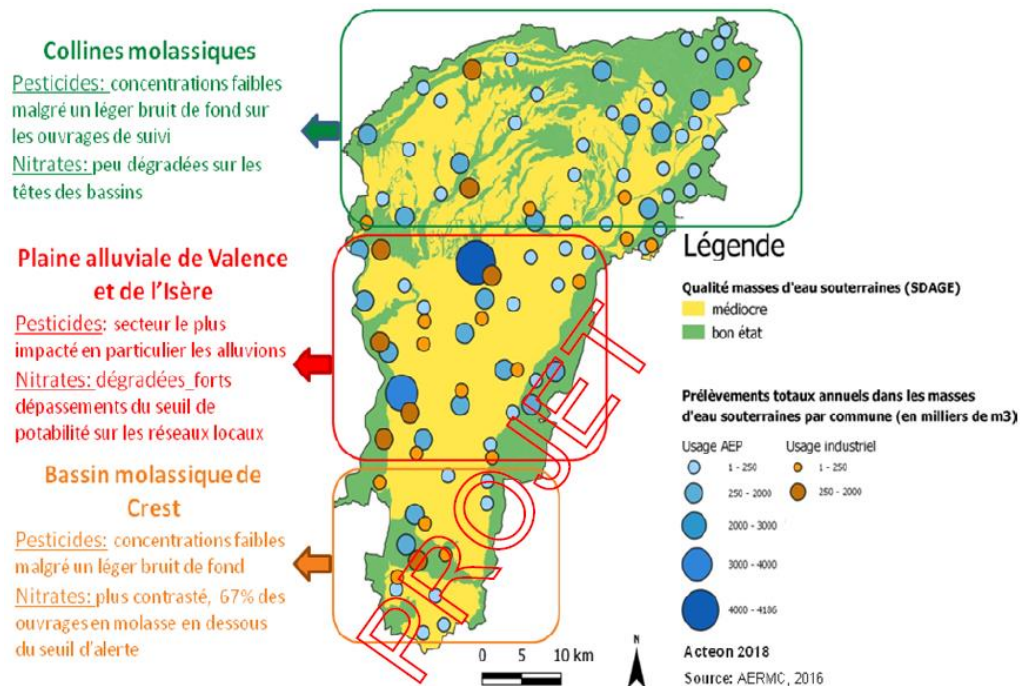 Collines molassiques
Pesticides: concentrations faibles
malgré un léger bruit de fond sur
les ouvrages de suivi
Nitrates: peu dégradées sur les
têtes des bassins
Plaine alluviale de Valence
et de l'Isère
Pesticides: secteur le plus
impacté en particulier les alluvions
Nitrates: dégradées_forts
dépassements du seuil de
potabilité sur les réseaux locaux
Bassin molassique de
Crest
Pesticides: concentrations faibles
malgré un léger bruit de fond
Nitrates: plus contrasté, 67% des
ouvrages en molasse en dessous
du seuil d'alerte
PROJET
Légende
Qualité masses d'eau souterraines (SDAGE)
médiocre
bon état
Prélèvements totaux annuels dans les masses
d'eau souterraines par commune (en milliers de m3)
Usage AEP Usage industriel
1 - 250 1 - 250
250 - 2000 250 - 2000
2000 - 3000
3000 - 4000
4000 - 4186
0 5 10 km
N
Acteon 2018
Source: AERMC, 2016